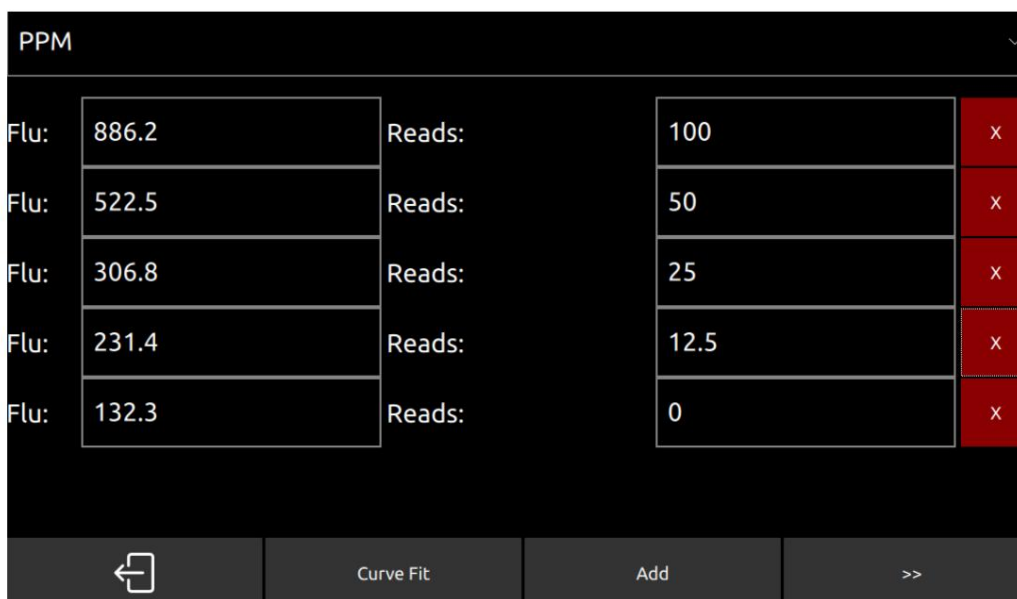 PPM
Flu: 886.2 Reads: 100 X
Flu: 522.5 Reads: 50 X
Flu: 306.8 Reads: 25 X
Flu: 231.4 Reads: 12.5 X
Flu: 132.3 Reads: 0 X
Curve Fit Add >>